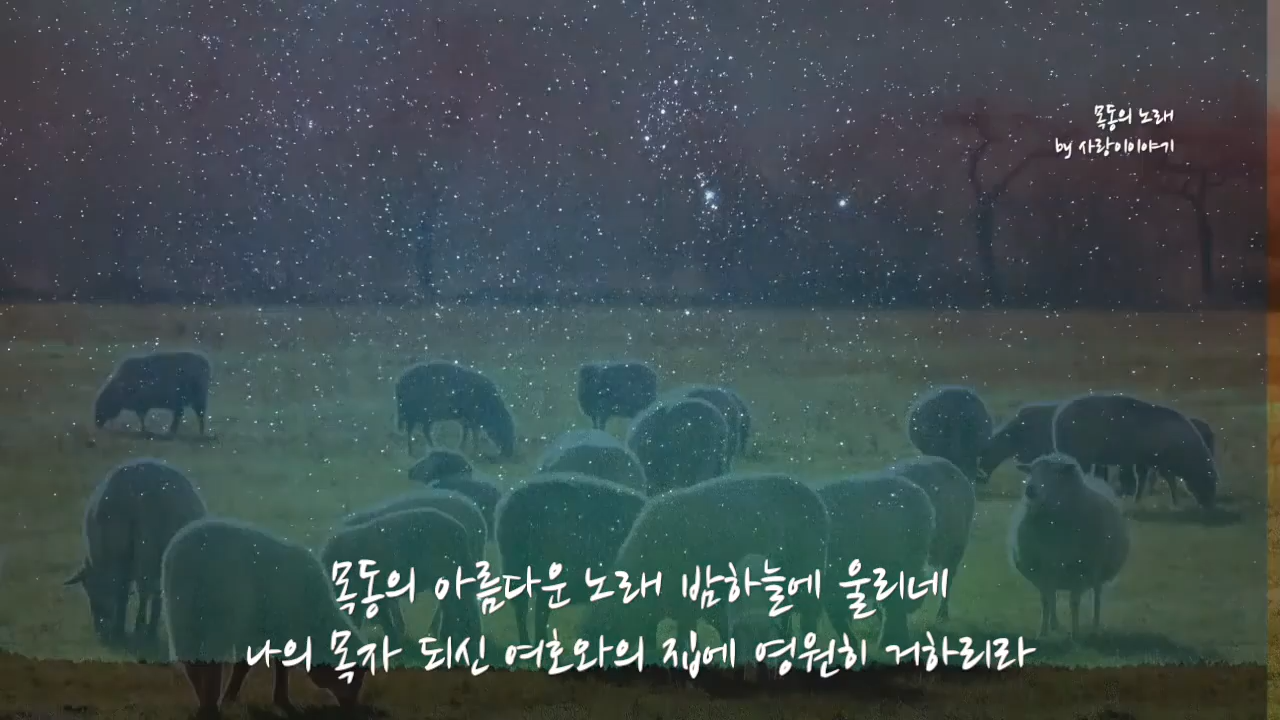 목동의 노래
by 사랑이이야기
목동의 아름다운 노래 밤하늘에 울리네
나의 목자 되신 여호와의 집에 영원히 거하리라